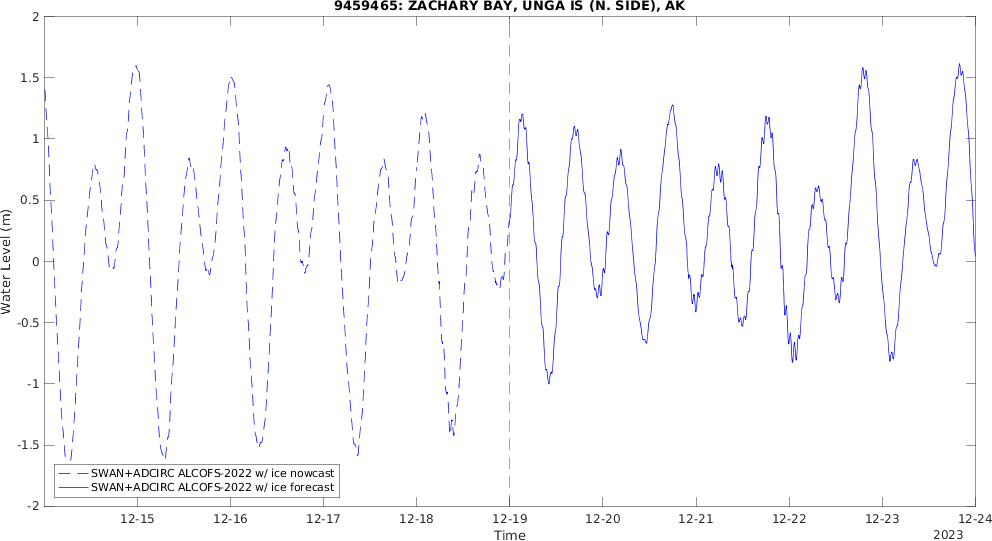 9459465: ZACHARY BAY, UNGA IS (N. SIDE), AK
2
1.5
1
0.5
0
-0.5
-1
-1.5
-2
Water Level (m)
SWAN+ADCIRC ALCOFS-2022 w/ ice nowcast
SWAN+ADCIRC ALCOFS-2022 w/ ice forecast
12-15 12-16 12-17 12-18 12-19 12-20 12-21 12-22 12-23 12-24
Time
2023